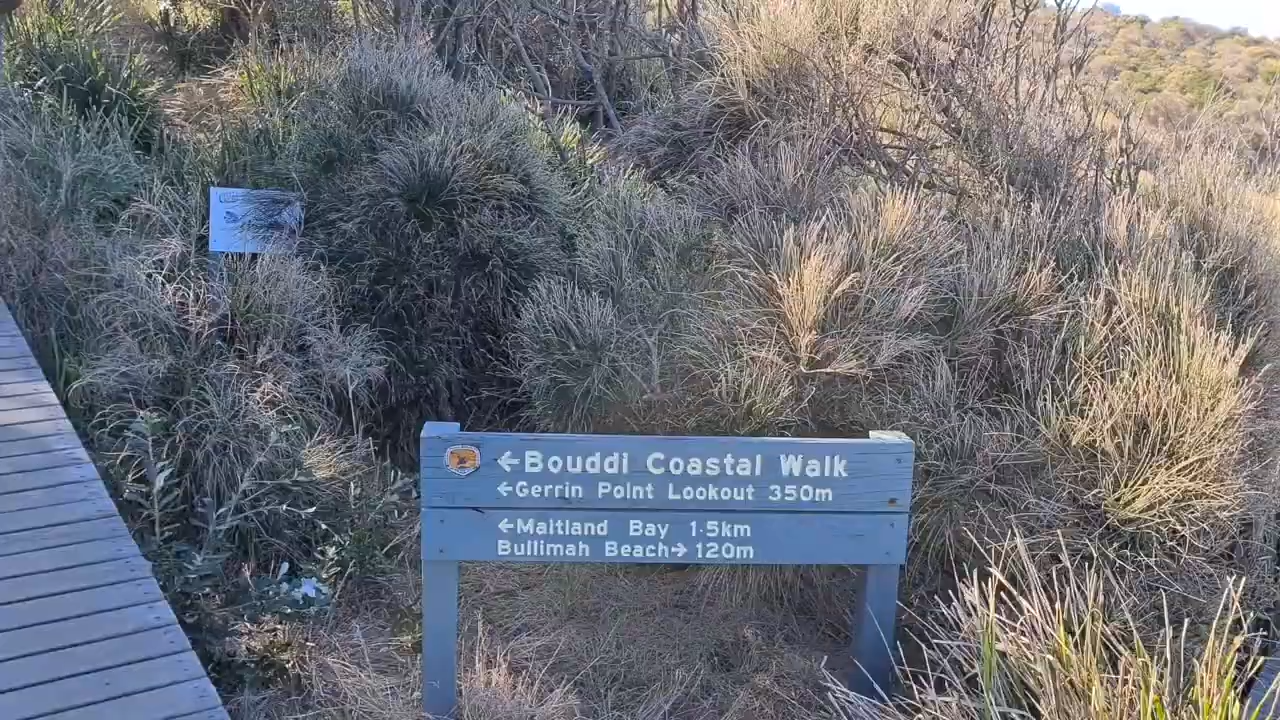 ←Bouddi Coastal Walk
←Gerrin Point Lookout 350m
←Maitland Bay 1·5km
Bullimah Beach→ 120m